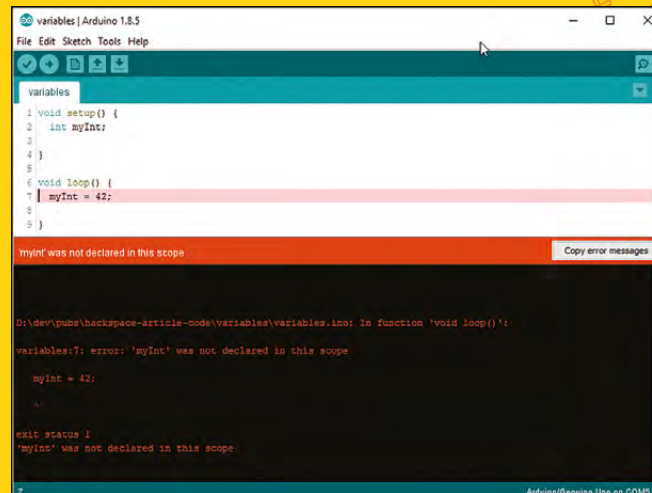 variables | Arduino 1.8.5
File Edit Sketch Tools Help
variables
1 void setup() {
2 int myInt;
3
4 }
5
6 void loop() {
7 myInt = 42;
8
9 }
'myInt' was not declared in this scope
Copy error messages
D:\dev\pubs\hackspace-article-code\variables\variables.ino: In function 'void loop()':
variables:7: error: 'myInt' was not declared in this scope
myInt = 42;
^
exit status 1
'myInt' was not declared in this scope
7
Arduino/Genuino Uno on COM5